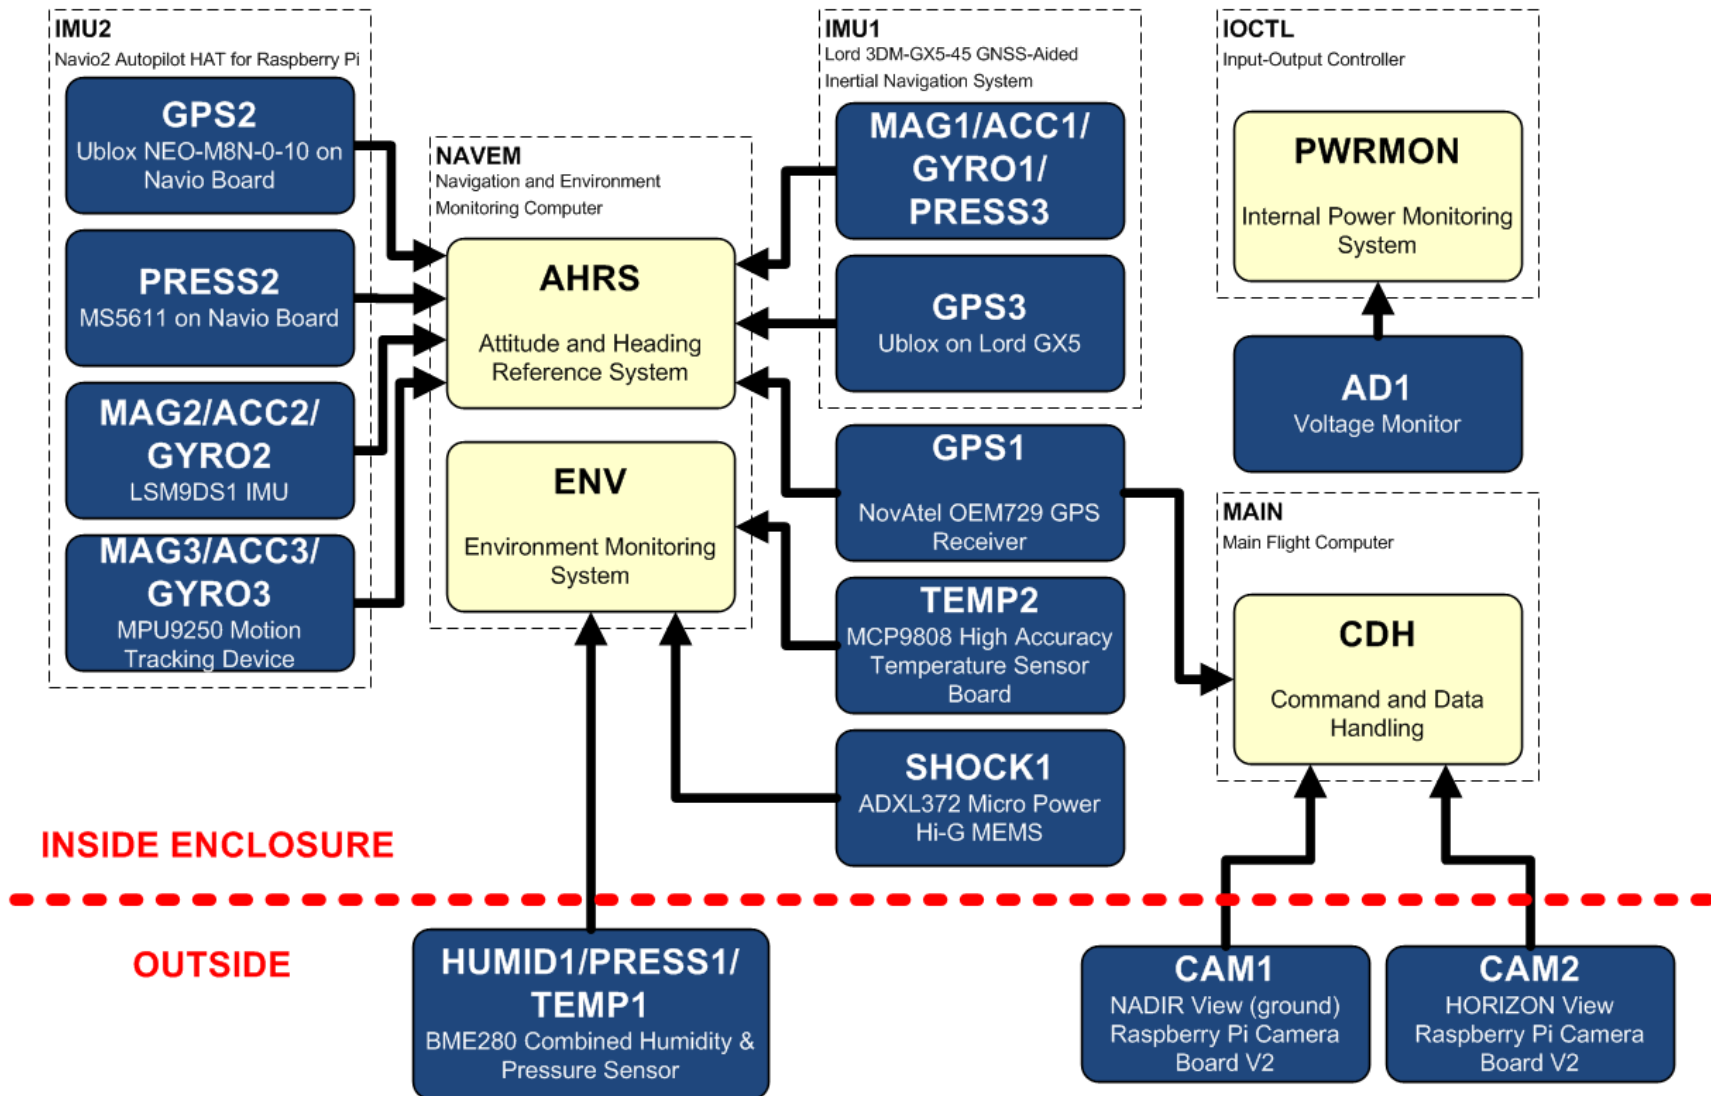 IMU2
Navio2 Autopilot HAT for Raspberry Pi
GPS2
Ublox NEO-M8N-0-10 on
Navio Board
PRESS2
MS5611 on Navio Board
MAG2/ACC2/
GYRO2
LSM9DS1 IMU
MAG3/ACC3/
GYRO3
MPU9250 Motion
Tracking Device
NAVEM
Navigation and Environment
Monitoring Computer
AHRS
Attitude and Heading
Reference System
ENV
Environment Monitoring
System
IMU1
Lord 3DM-GX5-45 GNSS-Aided
Inertial Navigation System
MAG1/ACC1/
GYRO1/
PRESS3
GPS3
Ublox on Lord GX5
GPS1
NovAtel OEM729 GPS
Receiver
TEMP2
MCP9808 High Accuracy
Temperature Sensor
Board
SHOCK1
ADXL372 Micro Power
Hi-G MEMS
IOCTL
Input-Output Controller
PWRMON
Internal Power Monitoring
System
AD1
Voltage Monitor
MAIN
Main Flight Computer
CDH
Command and Data
Handling
INSIDE ENCLOSURE
OUTSIDE
HUMID1/PRESS1/
TEMP1
BME280 Combined Humidity &
Pressure Sensor
CAM1
NADIR View (ground)
Raspberry Pi Camera
Board V2
CAM2
HORIZON View
Raspberry Pi Camera
Board V2